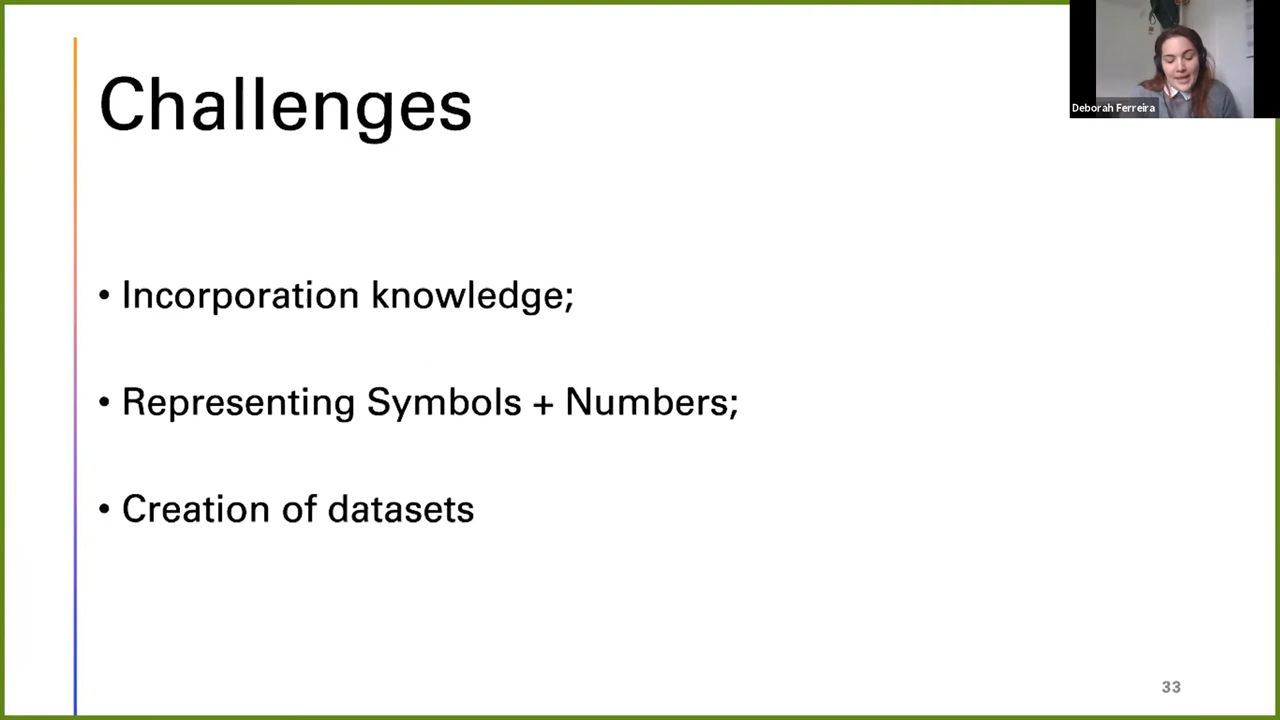 Challenges
Deborah Ferreira
• Incorporation knowledge;
• Representing Symbols + Numbers;
• Creation of datasets
33